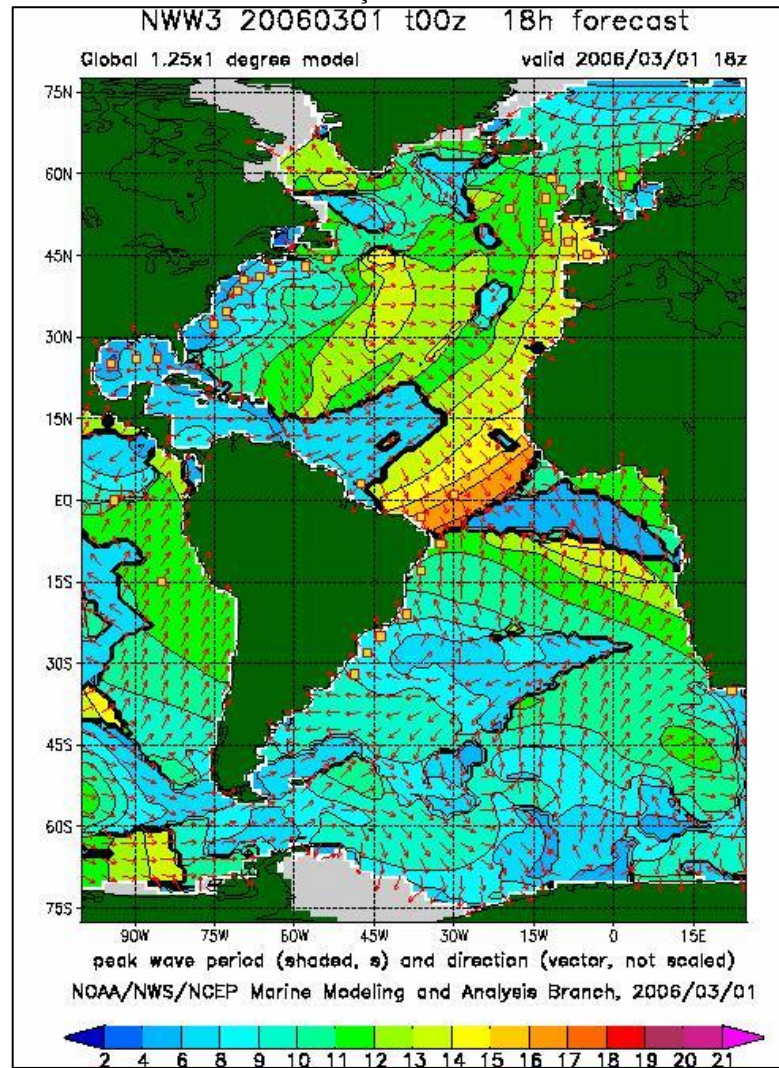 NWW3 20060301 t00z 18h forecast
Global 1.25x1 degree model valid 2006/03/01 18z
75N
60N
45N
30N
15N
EQ
15S
30S
45S
60S
75S
90W 75W 60W 45W 30W 15W 0 15E
peak wave period (shaded, s) and direction (vector, not scaled)
NOAA/NWS/NCEP Marine Modeling and Analysis Branch, 2006/03/01
2 4 6 8 9 10 11 12 13 14 15 16 17 18 19 20 21